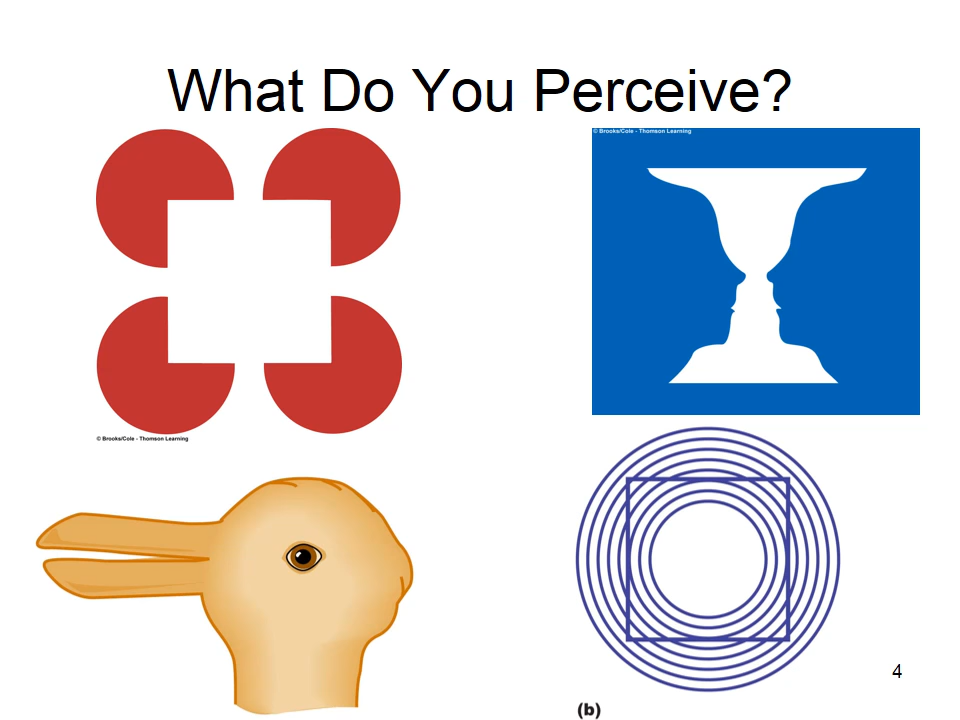 What Do You Perceive?
© Brooks/Cole - Thomson Learning
© Brooks/Cole - Thomson Learning
4
(b)